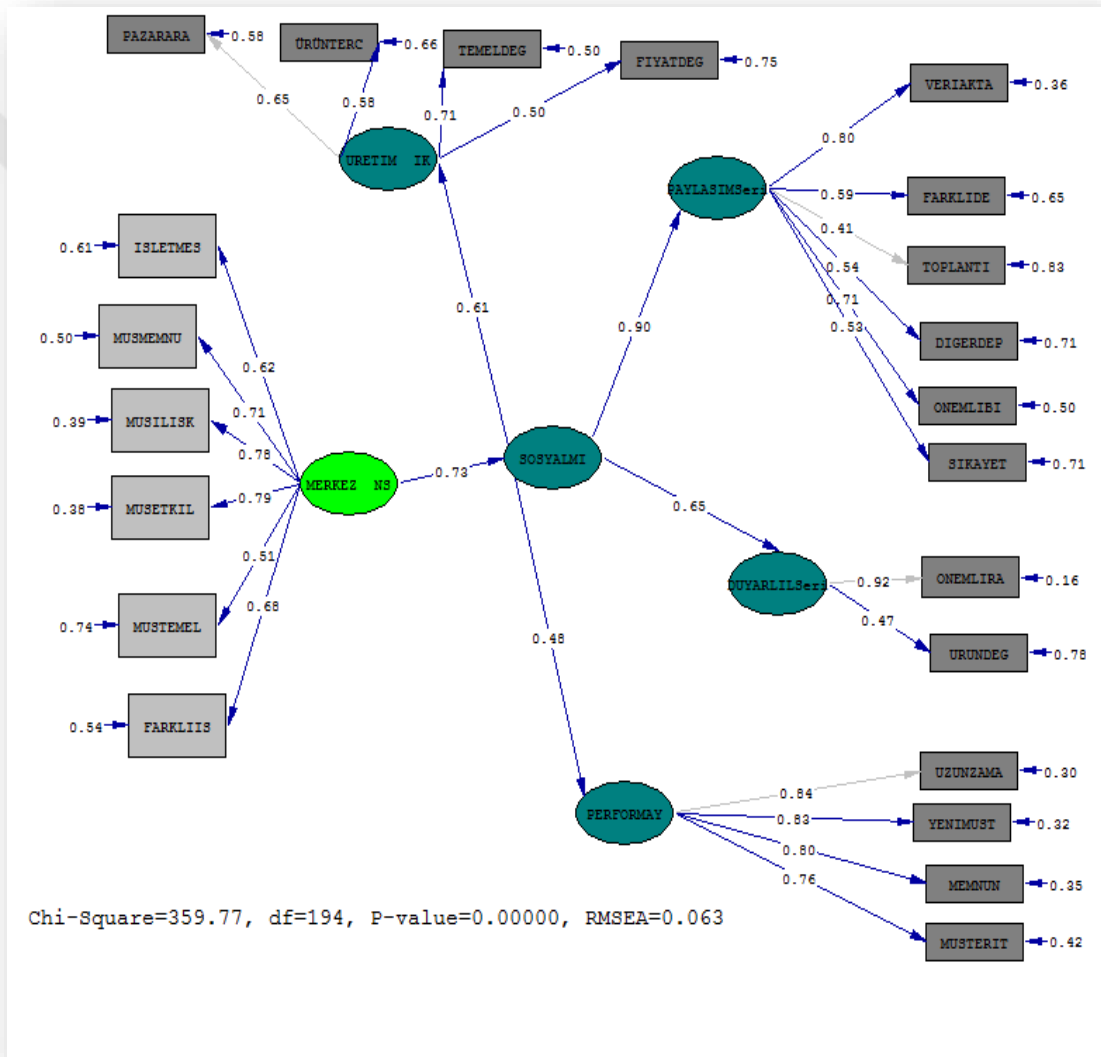 PAZARARA
0.58
ÜRÜNTERC
0.66
TEMELDEG
0.50
FIYATDEG
0.75
0.65
0.58
0.71
0.50
URETIM IK
VERIAKTA
0.36
0.80
PAYLASIMSeri
0.59
FARKLIDE
0.65
0.41
TOPLANTI
0.83
0.54
0.71
0.53
DIGERDEP
0.71
ONEMLIBI
0.50
SIKAYET
0.71
0.61
ISLETMES
0.50
MUSMEMNU
0.39
MUSILISK
0.38
MUSETKIL
0.74
MUSTEMEL
0.54
FARKLIIS
0.62
0.71
0.78
0.79
0.51
0.68
MERKEZ NS
0.73
SOSYALMI
0.61
0.90
0.65
0.48
DUYARLILSeri
0.92
ONEMLIRA
0.16
0.47
URUNDEG
0.78
PERFORMAY
0.84
UZUNZAMA
0.30
0.83
YENIMUST
0.32
0.80
MEMNUN
0.35
0.76
MUSTERIT
0.42
Chi-Square=359.77, df=194, P-value=0.00000, RMSEA=0.063